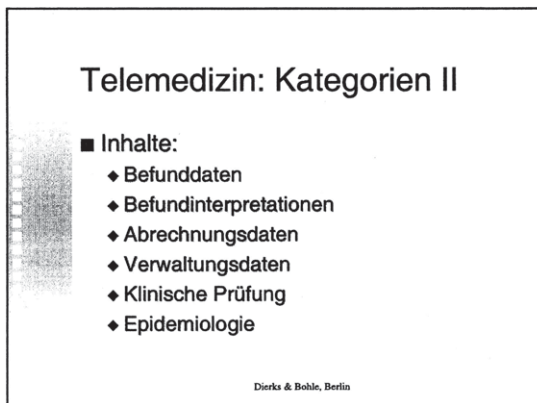 Telemedizin: Kategorien II
■ Inhalte:
◆ Befunddaten
◆ Befundinterpretationen
◆ Abrechnungsdaten
◆ Verwaltungsdaten
◆ Klinische Prüfung
◆ Epidemiologie
Dierks & Bohle, Berlin